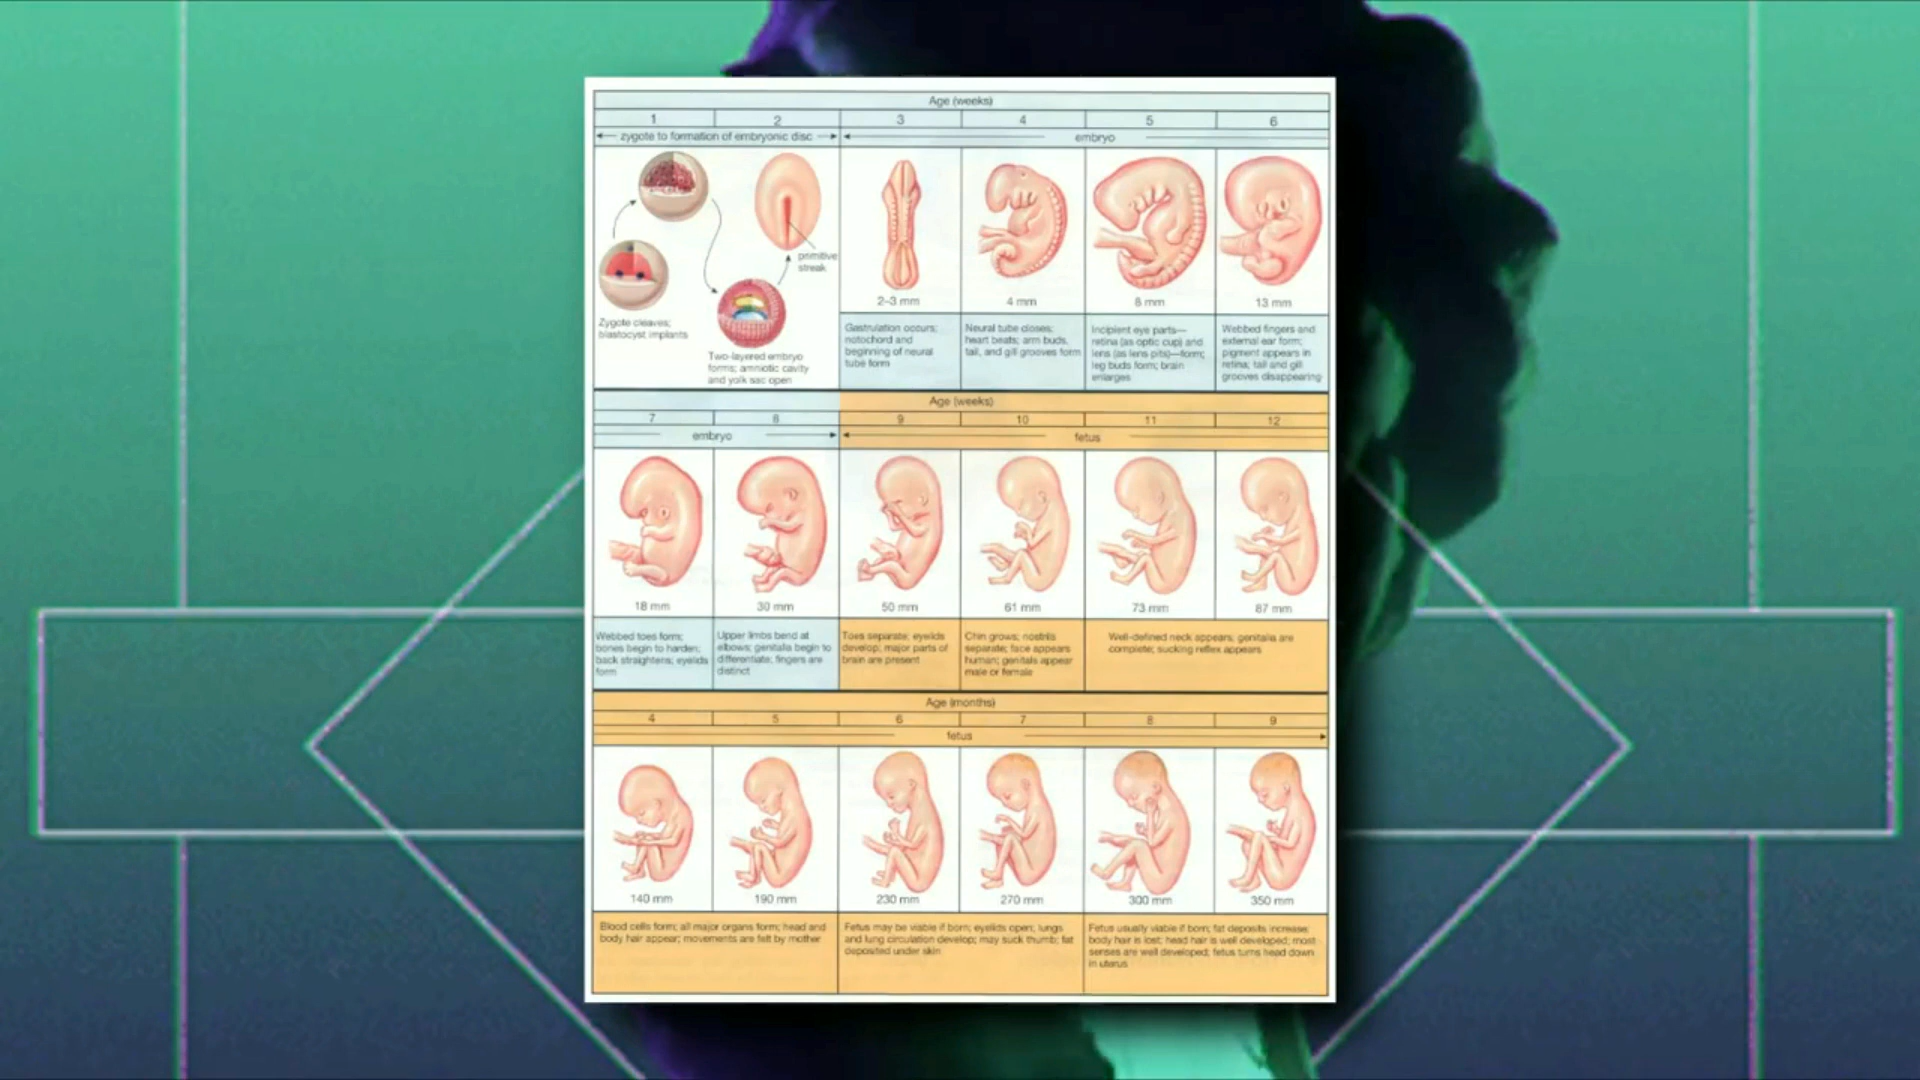 Age (weeks)
1 2 3 4 5 6
zygote to formation of embryonic disc embryo
primitive
streak
Zygote cleaves;
blastocyst implants
Two-layered embryo
forms; amniotic cavity
and yolk sac open
2–3 mm 4 mm 8 mm 13 mm
Gastrulation occurs;
notochord and
beginning of neural
tube form
Neural tube closes;
heart beats; arm buds,
tail, and gill grooves form
Incipient eye parts—
retina (as optic cup) and
lens (as lens pits)—form;
leg buds form; brain
enlarges
Webbed fingers and
external ear form;
pigment appears in
retina; tail and gill
grooves disappearing
Age (weeks)
7 8 9 10 11 12
embryo fetus
18 mm 30 mm 50 mm 61 mm 73 mm 87 mm
Webbed toes form;
bones begin to harden;
back straightens; eyelids
form
Upper limbs bend at
elbows; genitalia begin to
differentiate; fingers are
distinct
Toes separate; eyelids
develop; major parts of
brain are present
Chin grows; nostrils
separate; face appears
human; genitals appear
male or female
Well-defined neck appears; genitalia are
complete; sucking reflex appears
Age (months)
4 5 6 7 8 9
fetus
140 mm 190 mm 230 mm 270 mm 300 mm 350 mm
Blood cells form; all major organs form; head and
body hair appear; movements are felt by mother
Fetus may be viable if born; eyelids open; lungs
and lung circulation develop; may suck thumb; fat
deposited under skin
Fetus usually viable if born; fat deposits increase;
body hair is lost; head hair is well developed; most
senses are well developed; fetus turns head down
in uterus